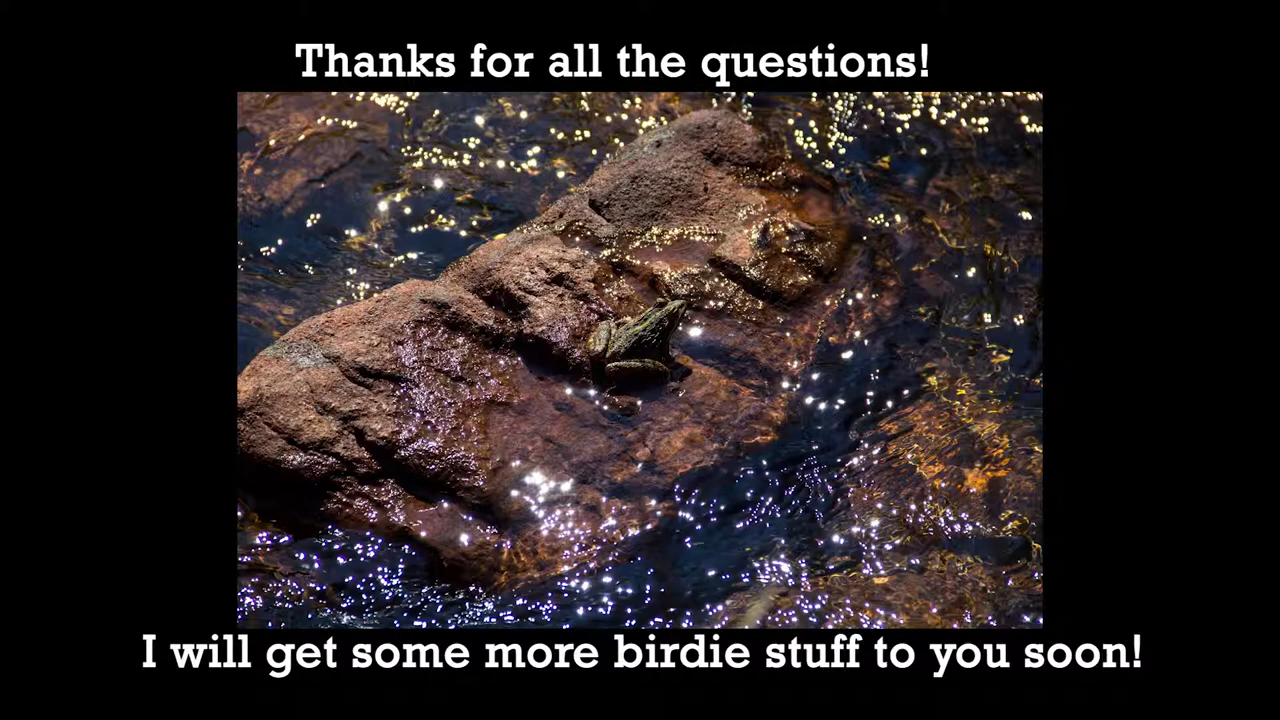 Thanks for all the questions!
I will get some more birdie stuff to you soon!